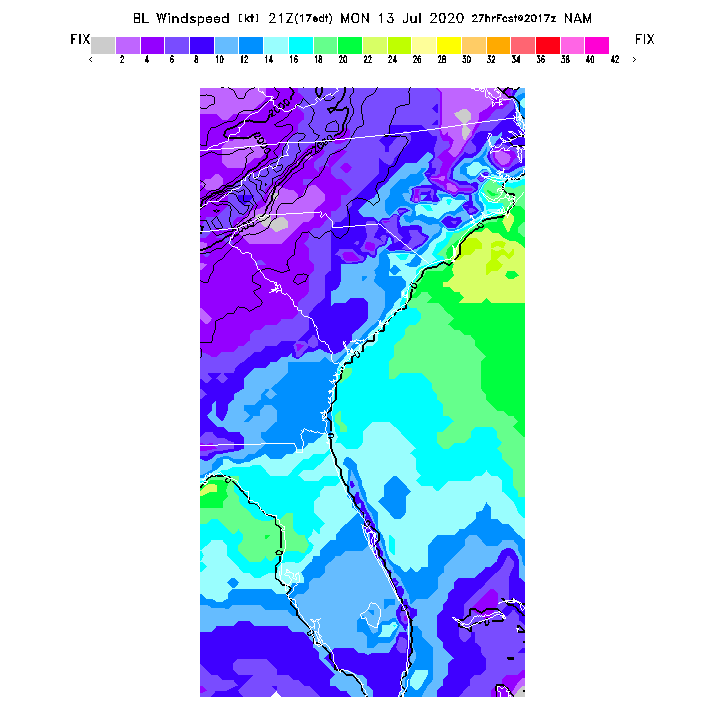 BL Windspeed [kt] 21Z(17edt) MON 13 Jul 2020 27hrFcst@2017z NAM
FIX FIX
< 2 4 6 8 10 12 14 16 18 20 22 24 26 28 30 32 34 36 38 40 42 >